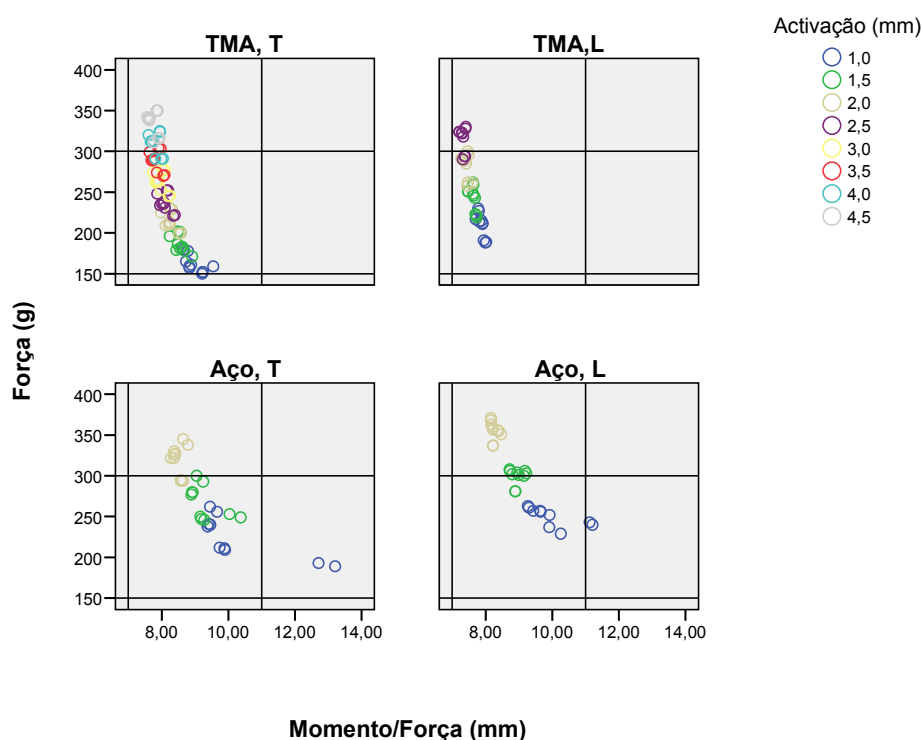 Activação (mm)
1,0
1,5
2,0
2,5
3,0
3,5
4,0
4,5
TMA, T
TMA,L
400
350
300
250
200
150
Força (g)
Aço, T
Aço, L
400
350
300
250
200
150
8,00 10,00 12,00 14,00 8,00 10,00 12,00 14,00
Momento/Força (mm)